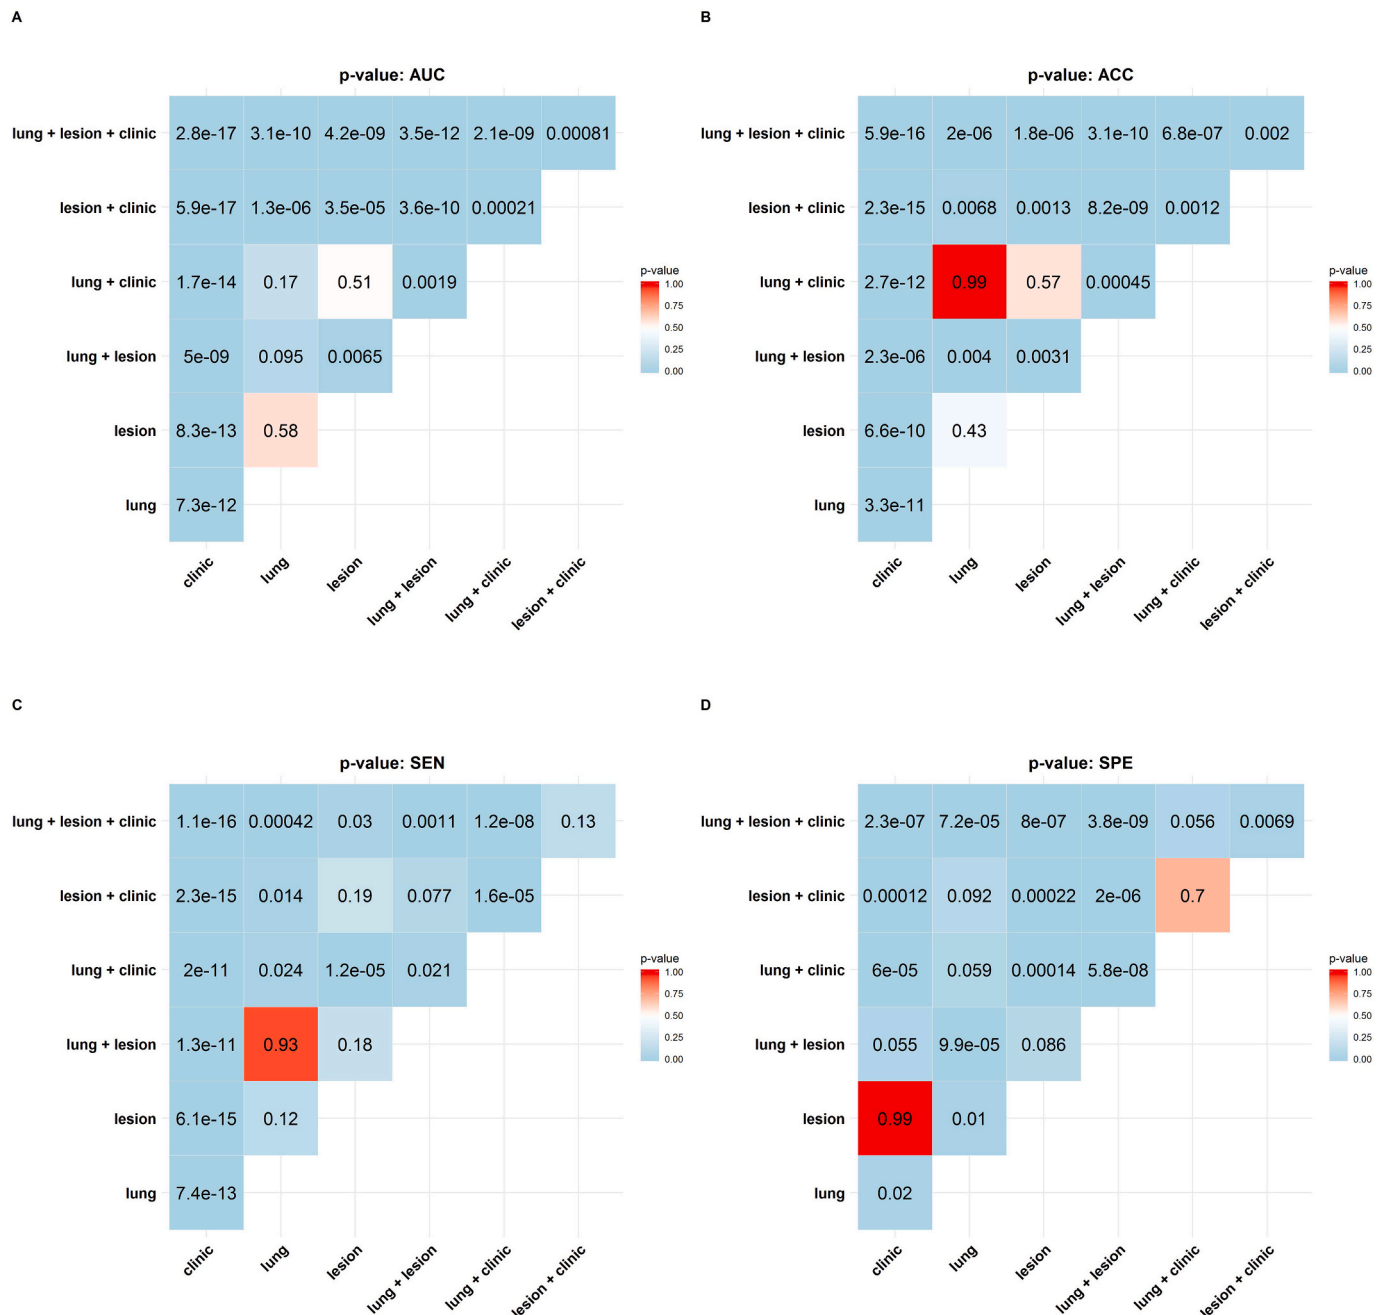 A
p-value: AUC
lung + lesion + clinic 2.8e-17 3.1e-10 4.2e-09 3.5e-12 2.1e-09 0.00081
lesion + clinic 5.9e-17 1.3e-06 3.5e-05 3.6e-10 0.00021
lung + clinic 1.7e-14 0.17 0.51 0.0019
lung + lesion 5e-09 0.095 0.0065
lesion 8.3e-13 0.58
lung 7.3e-12
clinic lung lesion lung + lesion lung + clinic lesion + clinic
p-value
1.00
0.75
0.50
0.25
0.00
B
p-value: ACC
lung + lesion + clinic 5.9e-16 2e-06 1.8e-06 3.1e-10 6.8e-07 0.002
lesion + clinic 2.3e-15 0.0068 0.0013 8.2e-09 0.0012
lung + clinic 2.7e-12 0.99 0.57 0.00045
lung + lesion 2.3e-06 0.004 0.0031
lesion 6.6e-10 0.43
lung 3.3e-11
clinic lung lesion lung + lesion lung + clinic lesion + clinic
p-value
1.00
0.75
0.50
0.25
0.00
C
p-value: SEN
lung + lesion + clinic 1.1e-16 0.00042 0.03 0.0011 1.2e-08 0.13
lesion + clinic 2.3e-15 0.014 0.19 0.077 1.6e-05
lung + clinic 2e-11 0.024 1.2e-05 0.021
lung + lesion 1.3e-11 0.93 0.18
lesion 6.1e-15 0.12
lung 7.4e-13
clinic lung lesion lung + lesion lung + clinic lesion + clinic
p-value
1.00
0.75
0.50
0.25
0.00
D
p-value: SPE
lung + lesion + clinic 2.3e-07 7.2e-05 8e-07 3.8e-09 0.056 0.0069
lesion + clinic 0.00012 0.092 0.00022 2e-06 0.7
lung + clinic 6e-05 0.059 0.00014 5.8e-08
lung + lesion 0.055 9.9e-05 0.086
lesion 0.99 0.01
lung 0.02
clinic lung lesion lung + lesion lung + clinic lesion + clinic
p-value
1.00
0.75
0.50
0.25
0.00